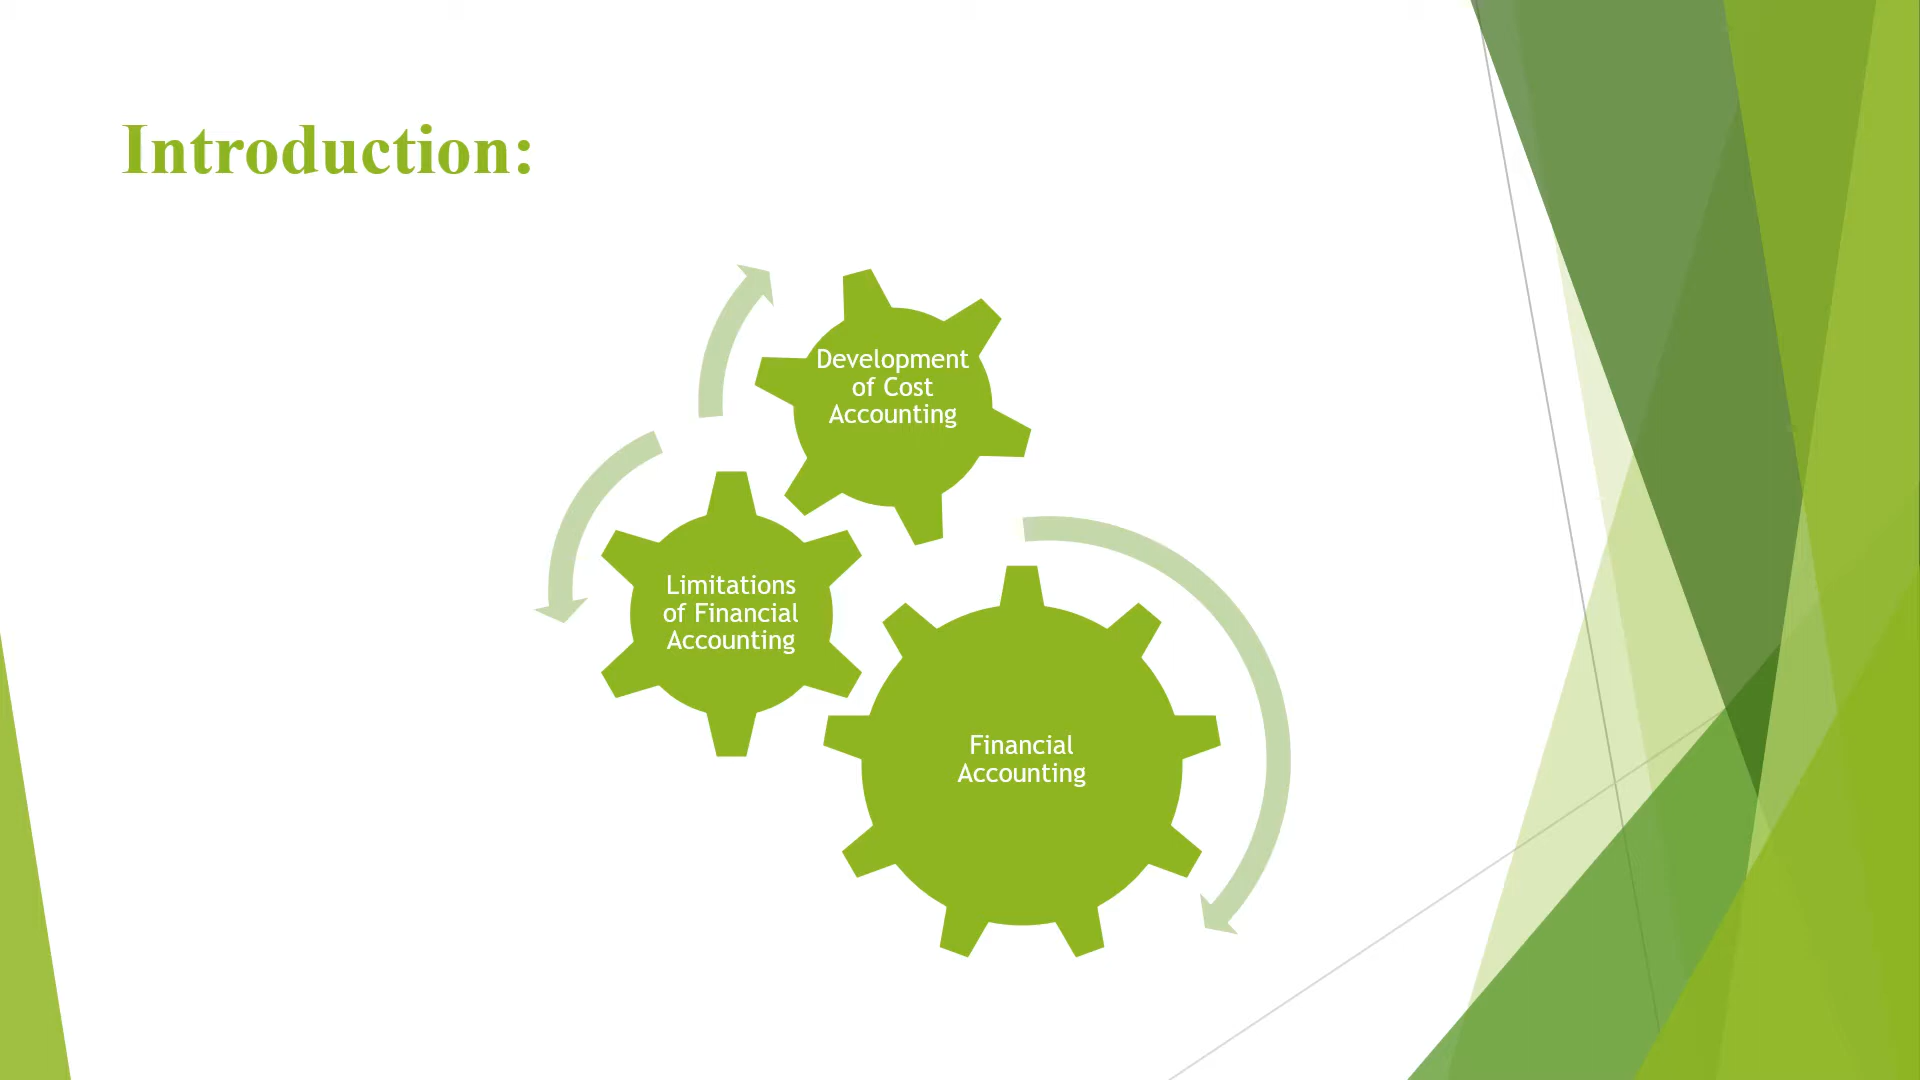 Introduction:
Development
of Cost
Accounting
Limitations
of Financial
Accounting
Financial
Accounting